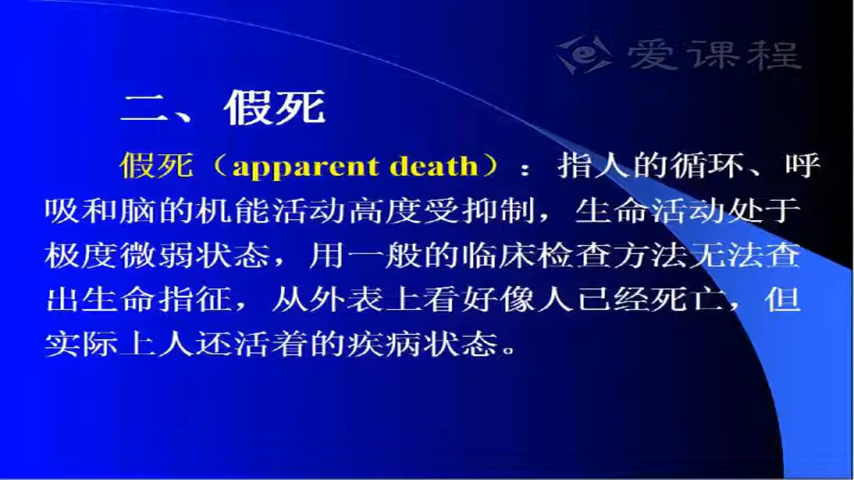 爱课程
二、假死
假死（apparent death）：指人的循环、呼
吸和脑的机能活动高度受抑制，生命活动处于
极度微弱状态，用一般的临床检查方法无法查
出生命指征，从外表上看好像人已经死亡，但
实际上人还活着的疾病状态。